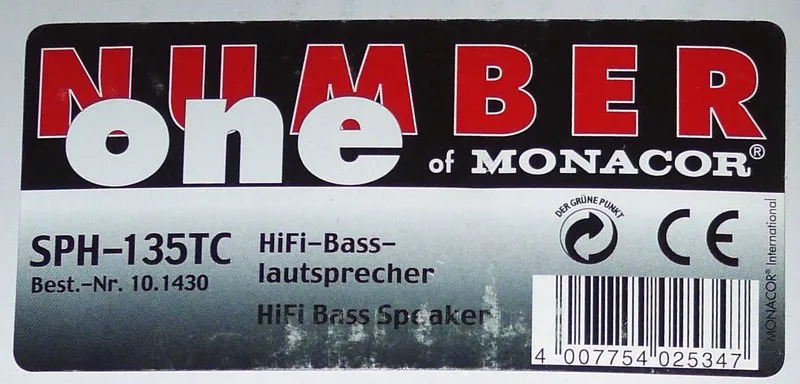 NUMBER
one
of MONACOR®
DER GRÜNE PUNKT
CE
SPH-135TC
Best.-Nr. 10.1430
HiFi-Bass-
lautsprecher
HiFi Bass Speaker
4 007754 025347
MONACOR® International